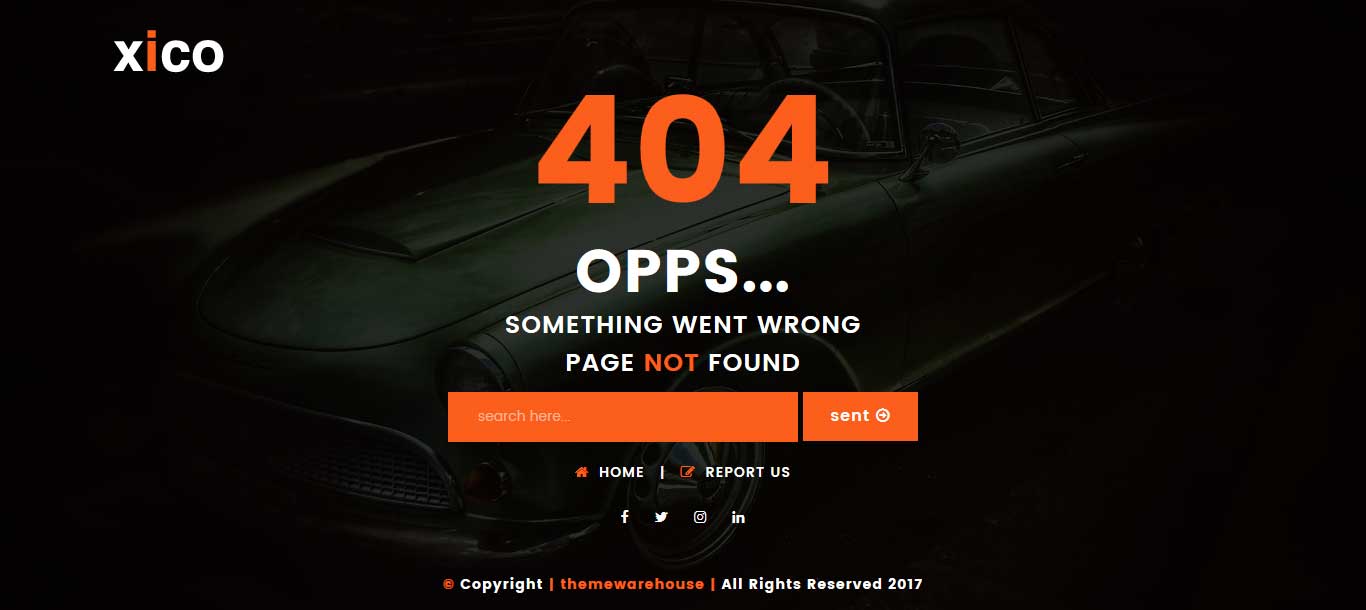 xico
404
OPPS...
SOMETHING WENT WRONG
PAGE NOT FOUND
search here...
sent
HOME | REPORT US
© Copyright | themewarehouse | All Rights Reserved 2017